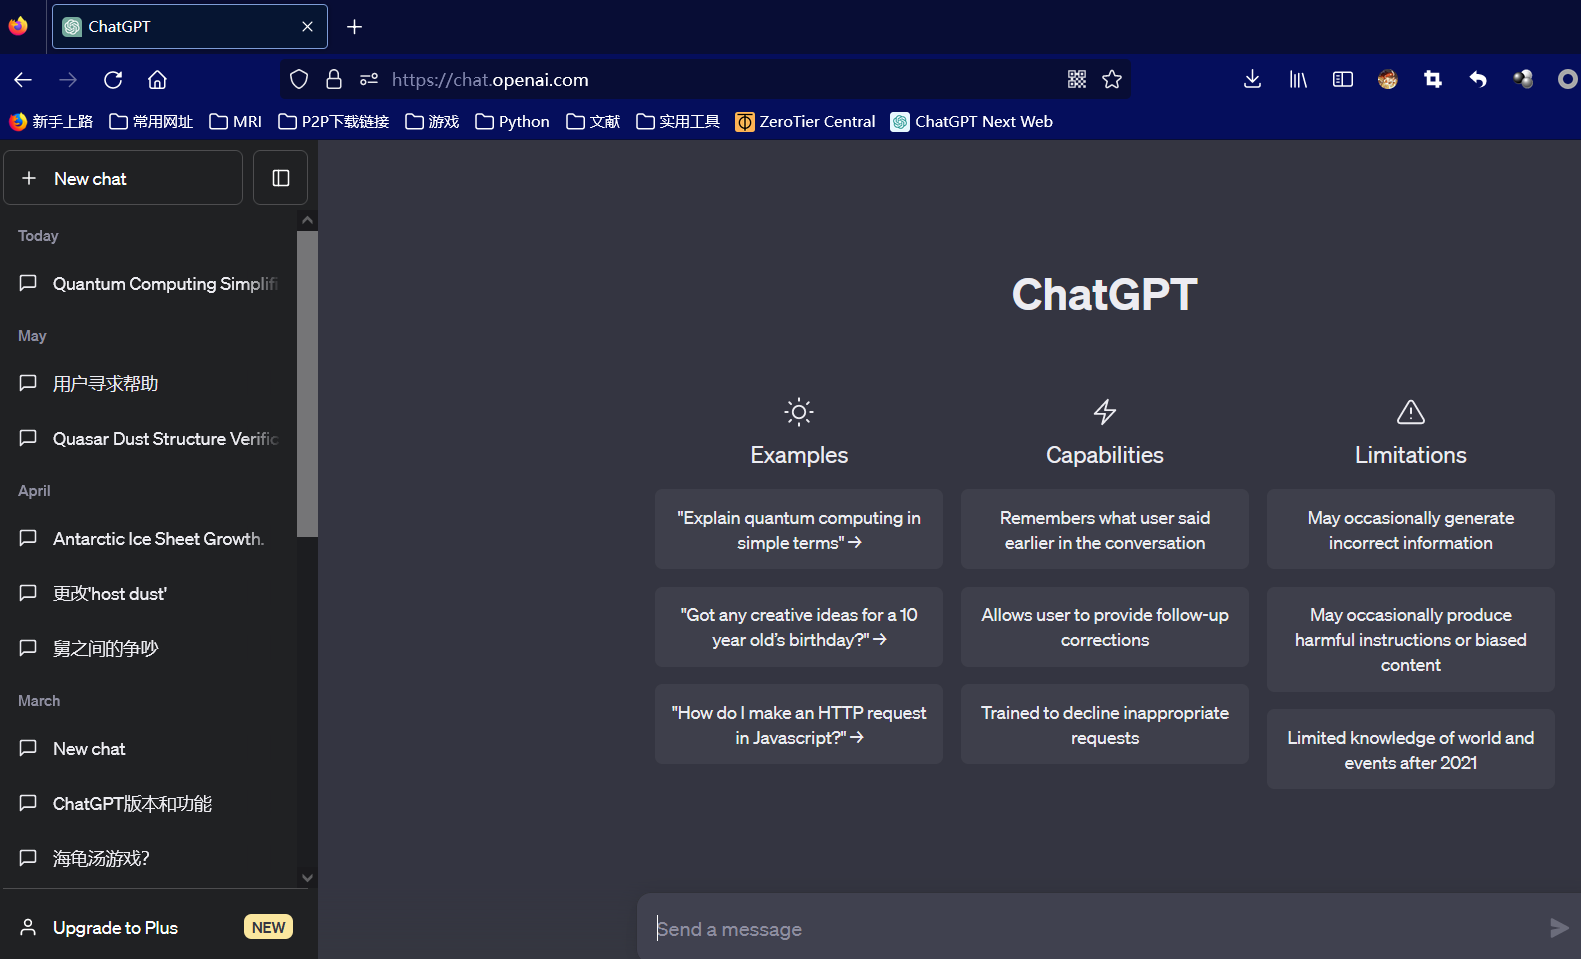 ChatGPT
https://chat.openai.com
新手上路
常用网址
MRI
P2P下载链接
游戏
Python
文献
实用工具
ZeroTier Central
ChatGPT Next Web
New chat
Today
Quantum Computing Simplifi
May
用户寻求帮助
Quasar Dust Structure Verific
April
Antarctic Ice Sheet Growth.
更改'host dust'
舅之间的争吵
March
New chat
ChatGPT版本和功能
海龟汤游戏?
Upgrade to Plus
NEW
ChatGPT
Examples
"Explain quantum computing in
simple terms" →
"Got any creative ideas for a 10
year old’s birthday?" →
"How do I make an HTTP request
in Javascript?" →
Capabilities
Remembers what user said
earlier in the conversation
Allows user to provide follow-up
corrections
Trained to decline inappropriate
requests
Limitations
May occasionally generate
incorrect information
May occasionally produce
harmful instructions or biased
content
Limited knowledge of world and
events after 2021
Send a message